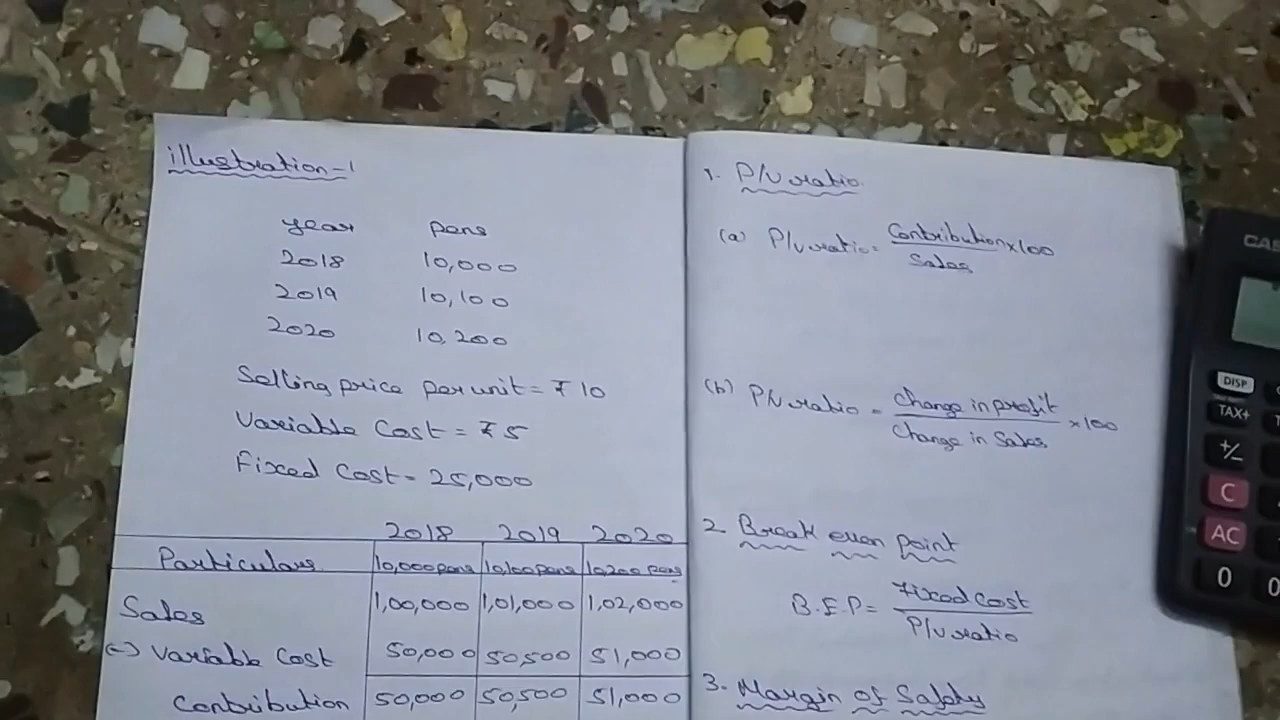 illustration-1
year pens
2018 10,000
2019 10,100
2020 10,200
Selling price per unit = ₹10
Variable Cost = ₹5
Fixed Cost = 25,000
2018 2019 2020
Particulars 10,000 pens 10,100 pens 10,200 pens
Sales 1,00,000 1,01,000 1,02,000
(-) Variable Cost 50,000 50,500 51,000
Contribution 50,000 50,500 51,000
1. P/V ratio
(a) P/V ratio = Contribution ×100
Sales
(b) P/V ratio = Change in profit ×100
Change in Sales
2. Break even point
B.E.P = Fixed Cost
P/V ratio
3. Margin of Safety
CAS
DISP
TAX+
+/-
C
AC
0
0